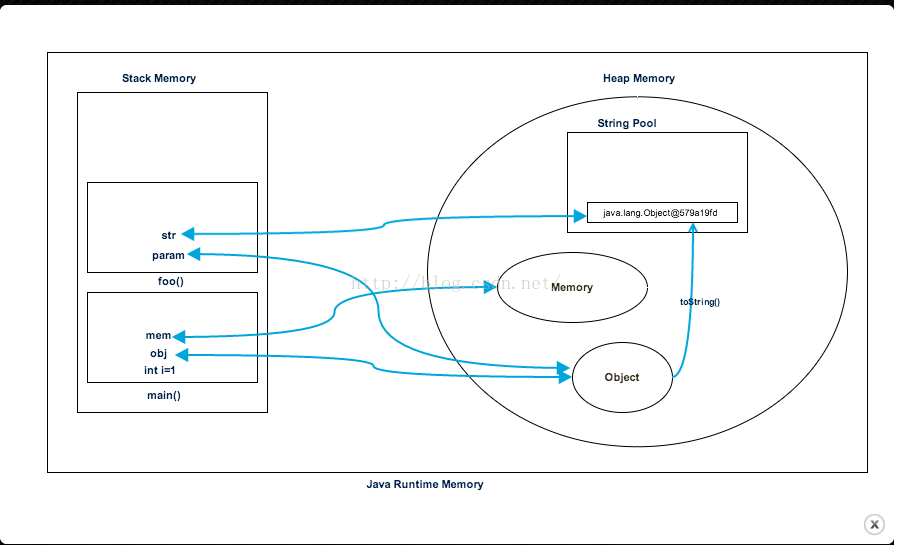 Stack Memory
Heap Memory
String Pool
java.lang.Object@579a19fd
str
param
foo()
http://blog.csdn.net/
Memory
toString()
mem
obj
int i=1
main()
Object
Java Runtime Memory
X